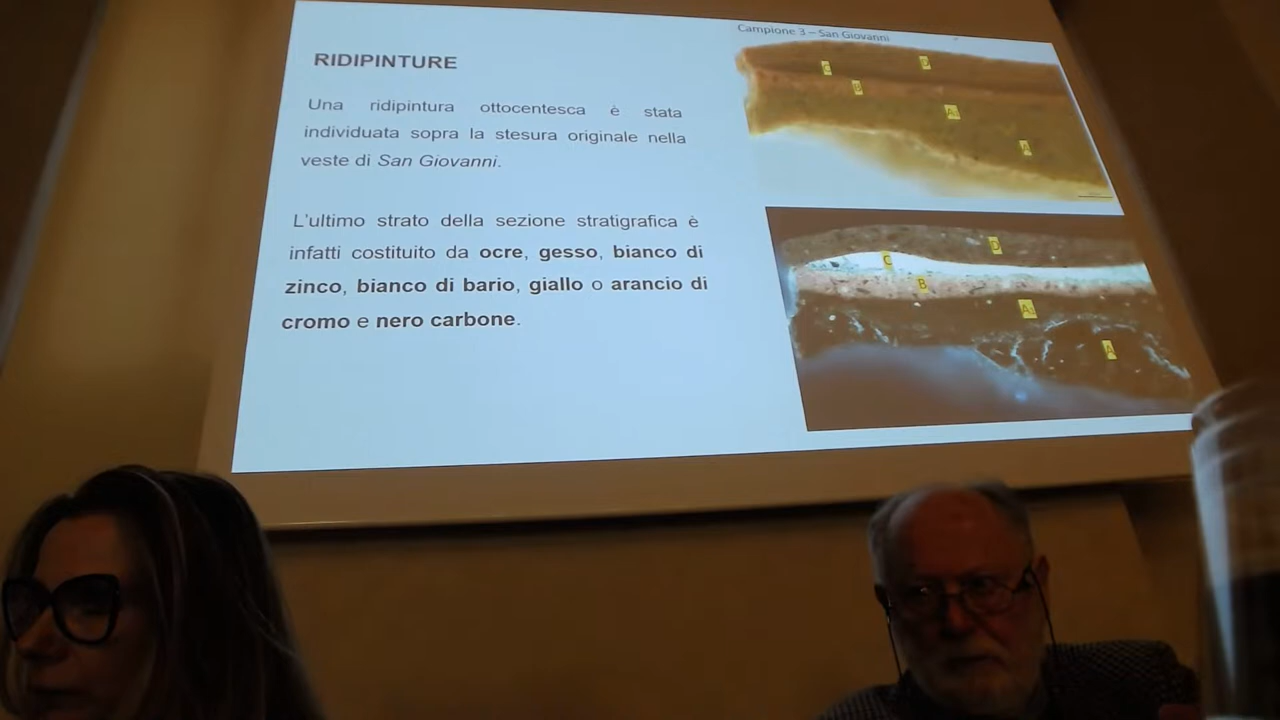 Campione 3 – San Giovanni
RIDIPINTURE
Una ridipintura ottocentesca è stata
individuata sopra la stesura originale nella
veste di San Giovanni.
L'ultimo strato della sezione stratigrafica è
infatti costituito da ocre, gesso, bianco di
zinco, bianco di bario, giallo o arancio di
cromo e nero carbone.
C
D
B
A₁
A
D
C
B
A₁
A